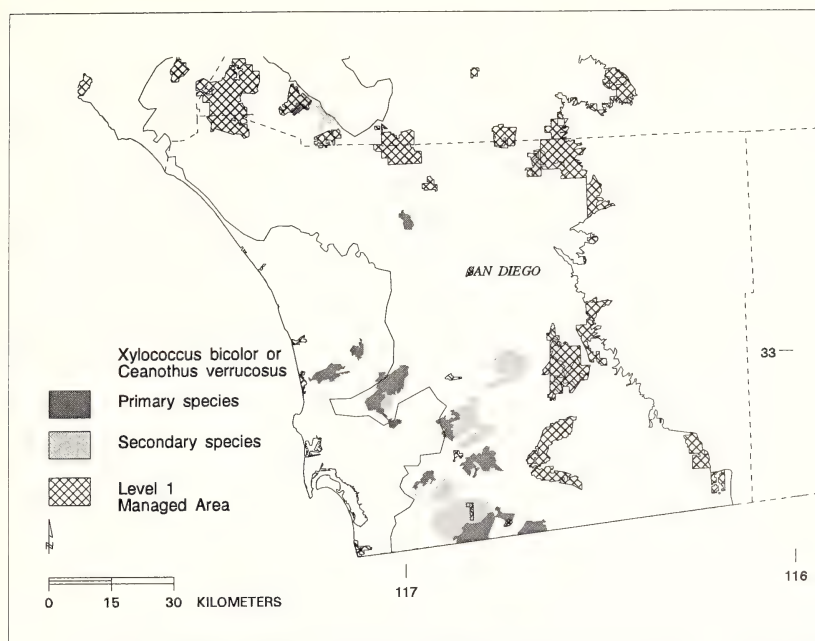 SAN DIEGO
33
Xylococcus bicolor or
Ceanothus verrucosus
Primary species
Secondary species
Level 1
Managed Area
N
0 15 30 KILOMETERS
117
116